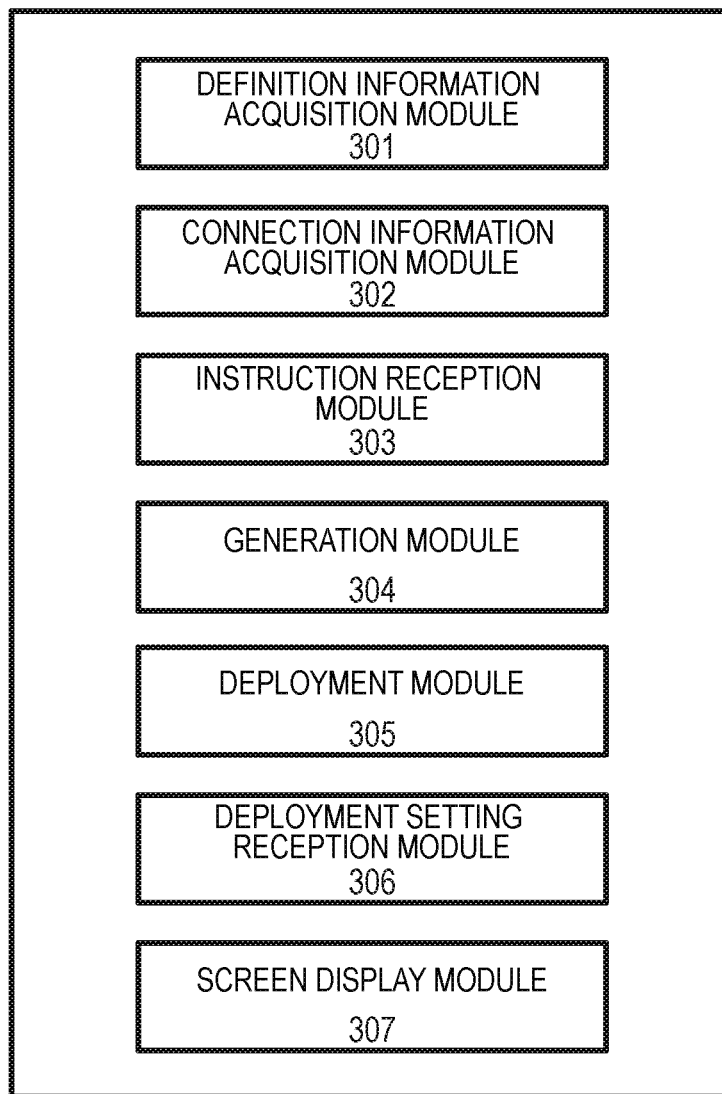 DEFINITION INFORMATION
ACQUISITION MODULE
301
CONNECTION INFORMATION
ACQUISITION MODULE
302
INSTRUCTION RECEPTION
MODULE
303
GENERATION MODULE
304
DEPLOYMENT MODULE
305
DEPLOYMENT SETTING
RECEPTION MODULE
306
SCREEN DISPLAY MODULE
307